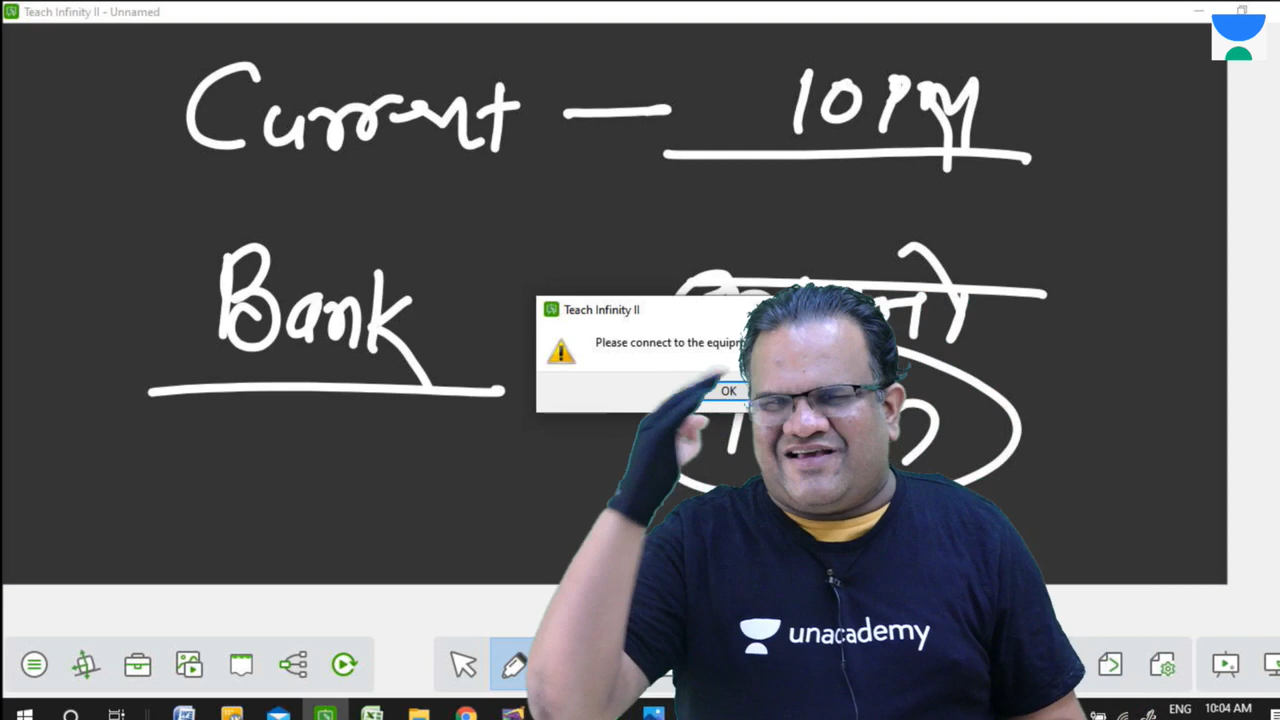 Teach Infinity II - Unnamed
Current — 10 PM
Bank
Teach Infinity II
Please connect to the
OK
unacademy
ENG
10:04 AM